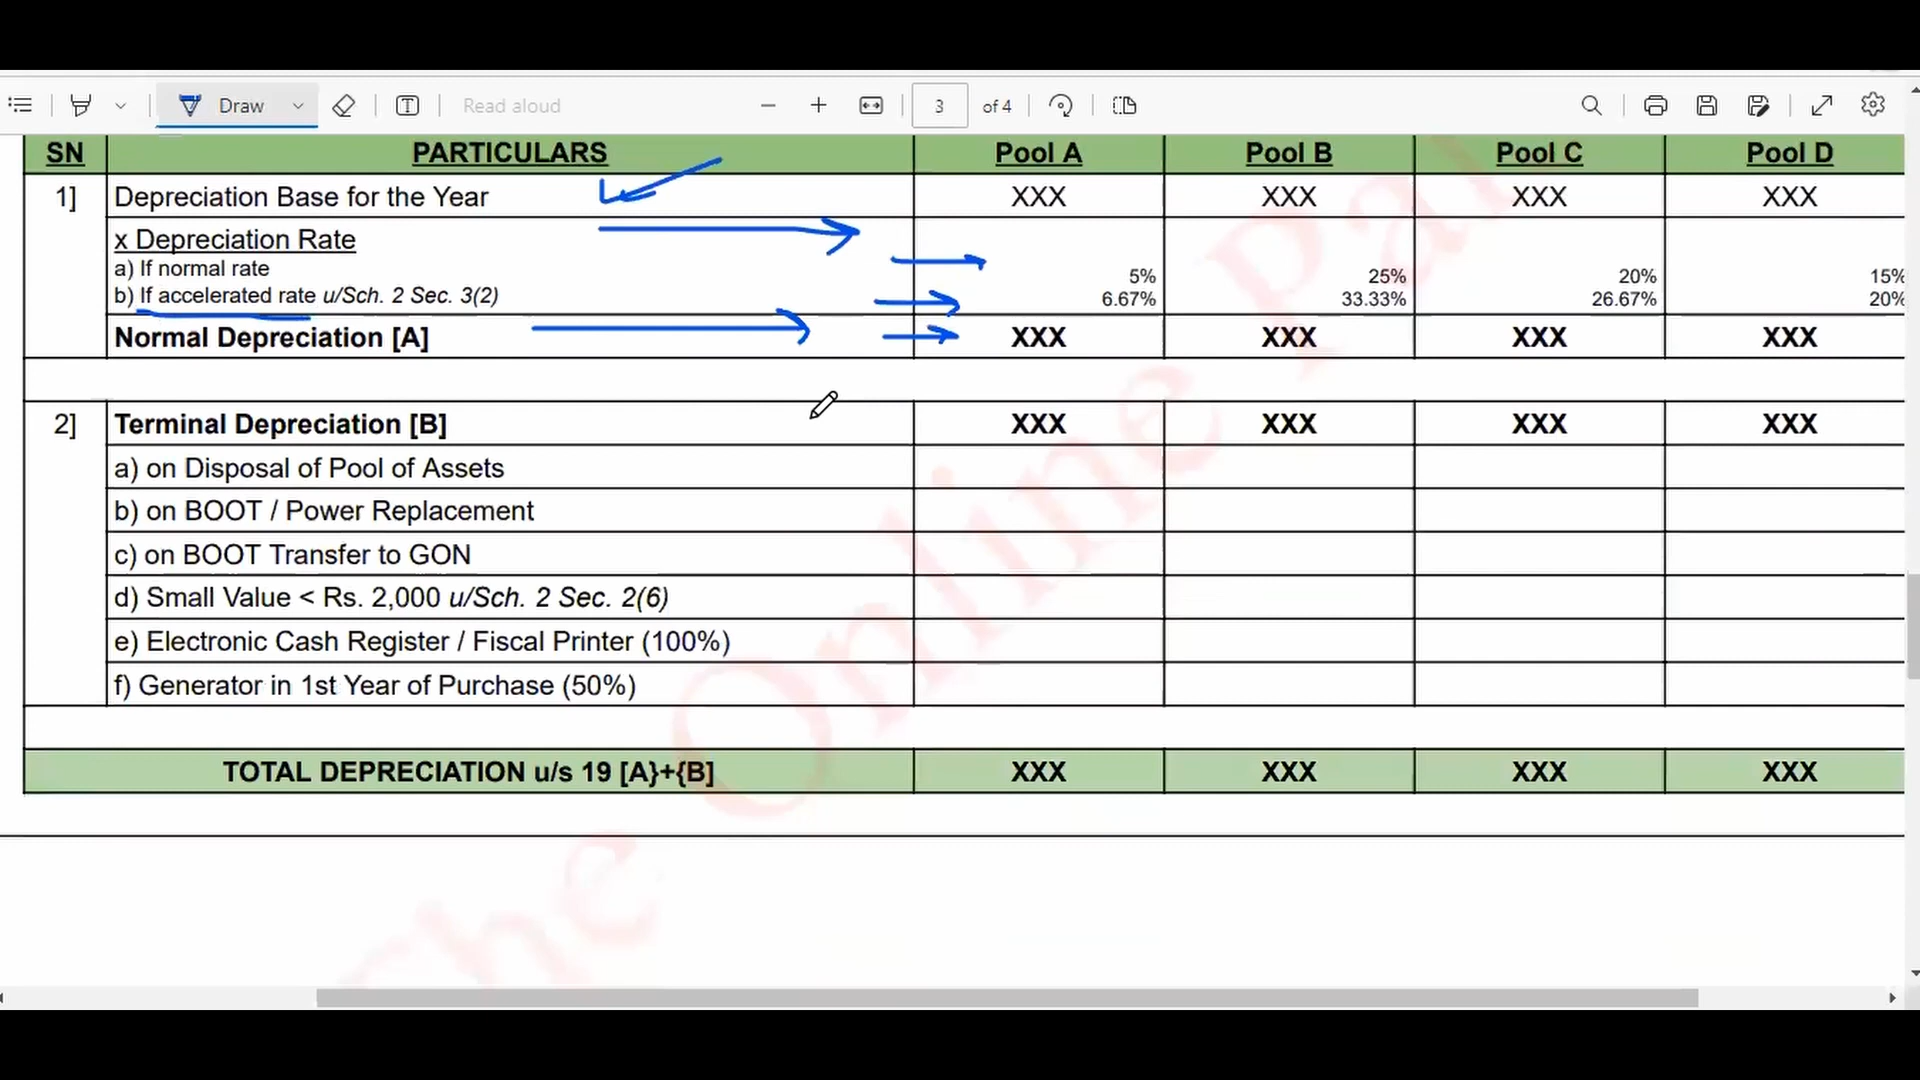 Draw Read aloud 3 of 4
SN PARTICULARS Pool A Pool B Pool C Pool D
1] Depreciation Base for the Year XXX XXX XXX XXX
x Depreciation Rate
a) If normal rate 5% 25% 20% 15%
b) If accelerated rate u/Sch. 2 Sec. 3(2) 6.67% 33.33% 26.67% 20%
Normal Depreciation [A] XXX XXX XXX XXX
2] Terminal Depreciation [B] XXX XXX XXX XXX
a) on Disposal of Pool of Assets
b) on BOOT / Power Replacement
c) on BOOT Transfer to GON
d) Small Value < Rs. 2,000 u/Sch. 2 Sec. 2(6)
e) Electronic Cash Register / Fiscal Printer (100%)
f) Generator in 1st Year of Purchase (50%)
TOTAL DEPRECIATION u/s 19 [A}+{B] XXX XXX XXX XXX
The Online